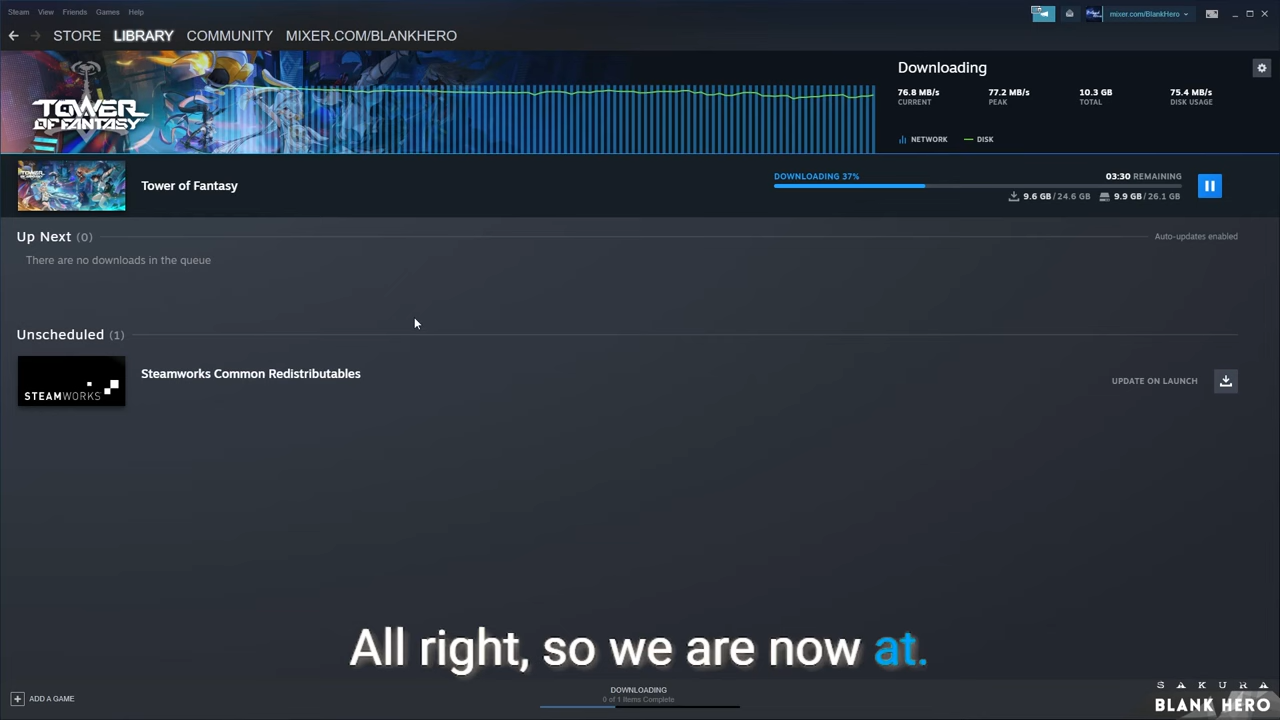 Steam View Friends Games Help
mixer.com/BlankHero
STORE LIBRARY COMMUNITY MIXER.COM/BLANKHERO
TOWER
OF FANTASY
Downloading
76.8 MB/s 77.2 MB/s 10.3 GB 75.4 MB/s
CURRENT PEAK TOTAL DISK USAGE
NETWORK DISK
Tower of Fantasy
DOWNLOADING 37% 03:30 REMAINING
9.6 GB / 24.6 GB 9.9 GB / 26.1 GB
Up Next (0) Auto-updates enabled
There are no downloads in the queue
Unscheduled (1)
STEAMWORKS
Steamworks Common Redistributables
UPDATE ON LAUNCH
All right, so we are now at.
ADD A GAME
DOWNLOADING
0 of 1 Items Complete
SAKURA
BLANK HERO